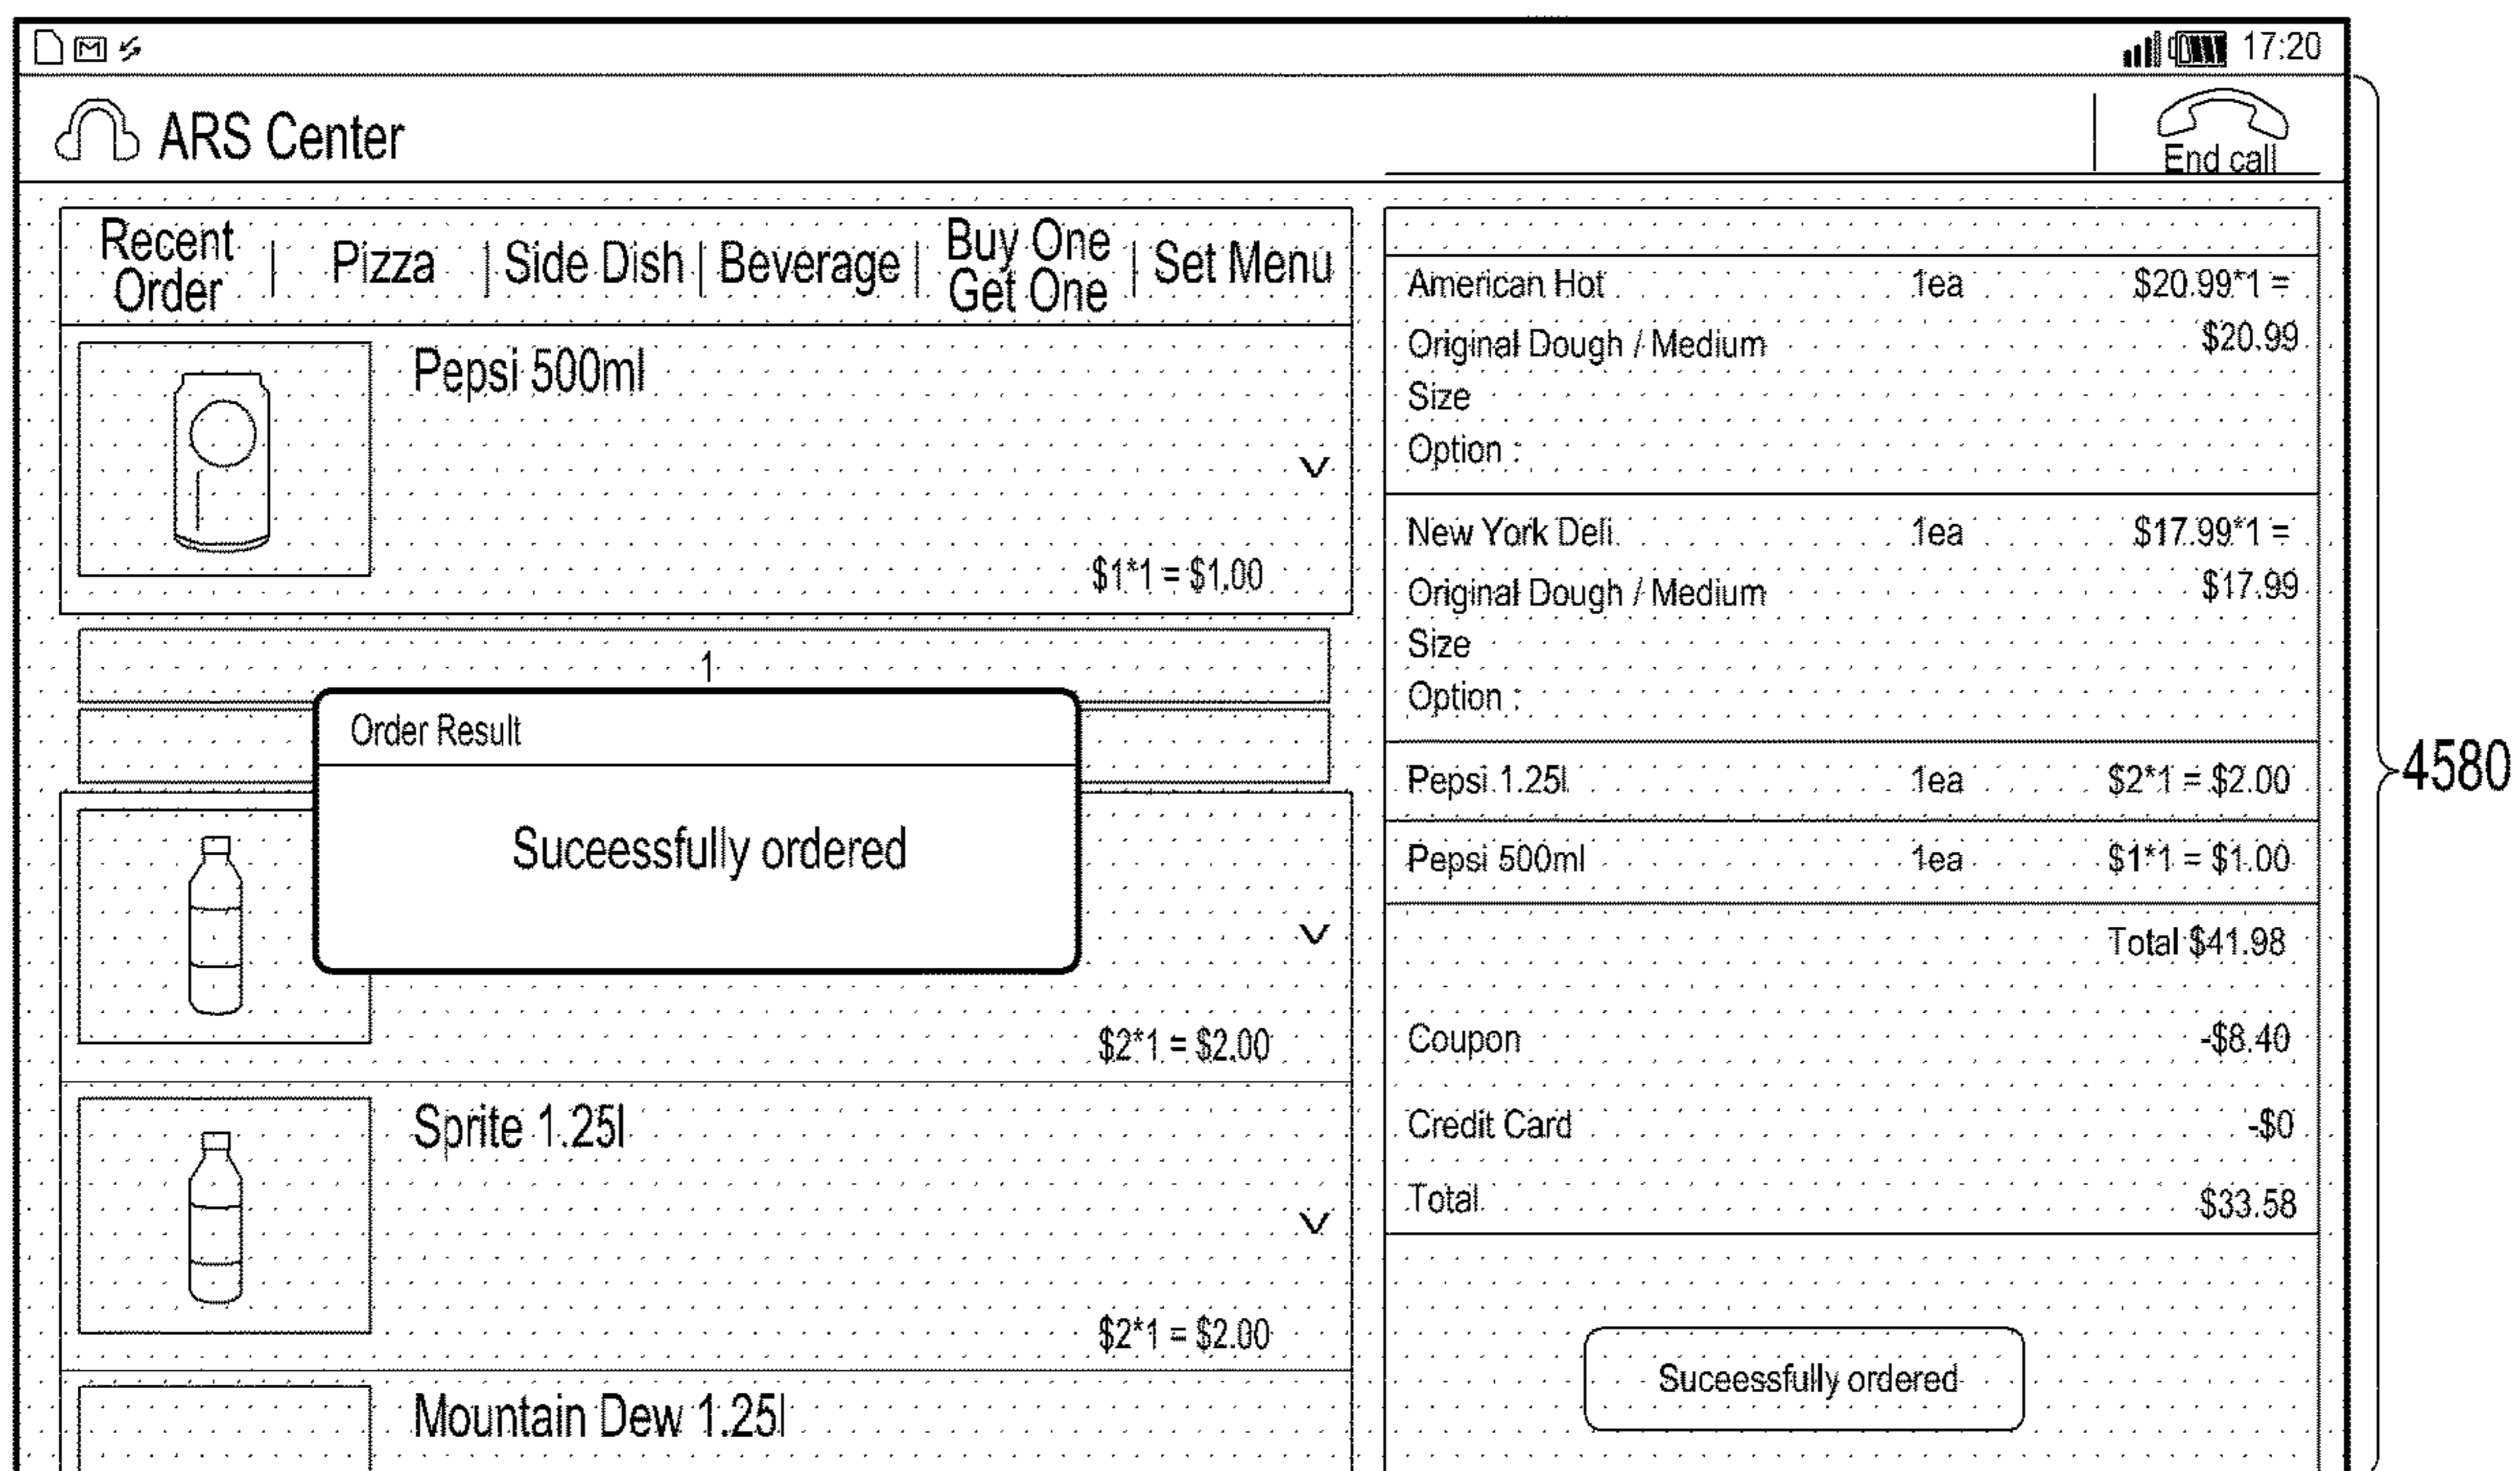 17:20
ARS Center
End call
Recent Order | Pizza | Side Dish | Beverage | Buy One Get One | Set Menu
Pepsi 500ml
$1*1 = $1.00
1
Order Result
Suceessfully ordered
$2*1 = $2.00
Sprite 1.25l
$2*1 = $2.00
Mountain Dew 1.25l
American Hot 1ea $20.99*1 =
Original Dough / Medium $20.99
Size
Option :
New York Deli 1ea $17.99*1 =
Original Dough / Medium $17.99
Size
Option :
Pepsi 1.25l 1ea $2*1 = $2.00
Pepsi 500ml 1ea $1*1 = $1.00
Total $41.98
Coupon -$8.40
Credit Card -$0
Total $33.58
Suceessfully ordered
4580